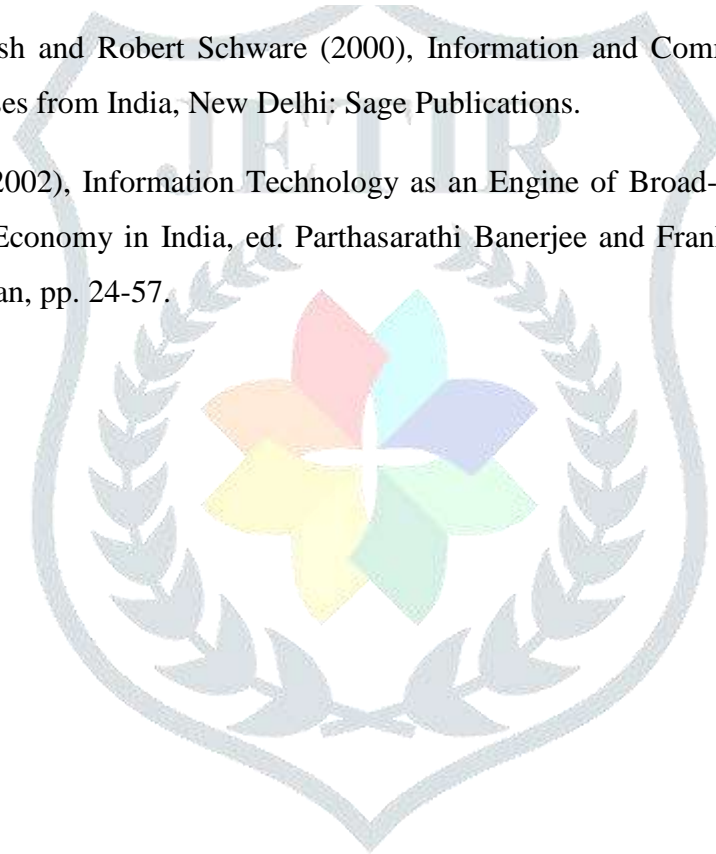 sh and Robert Schware (2000), Information and Com
es from India, New Delhi: Sage Publications.
2002), Information Technology as an Engine of Broad-
Economy in India, ed. Parthasarathi Banerjee and Fran
an, pp. 24-57.
JETIR